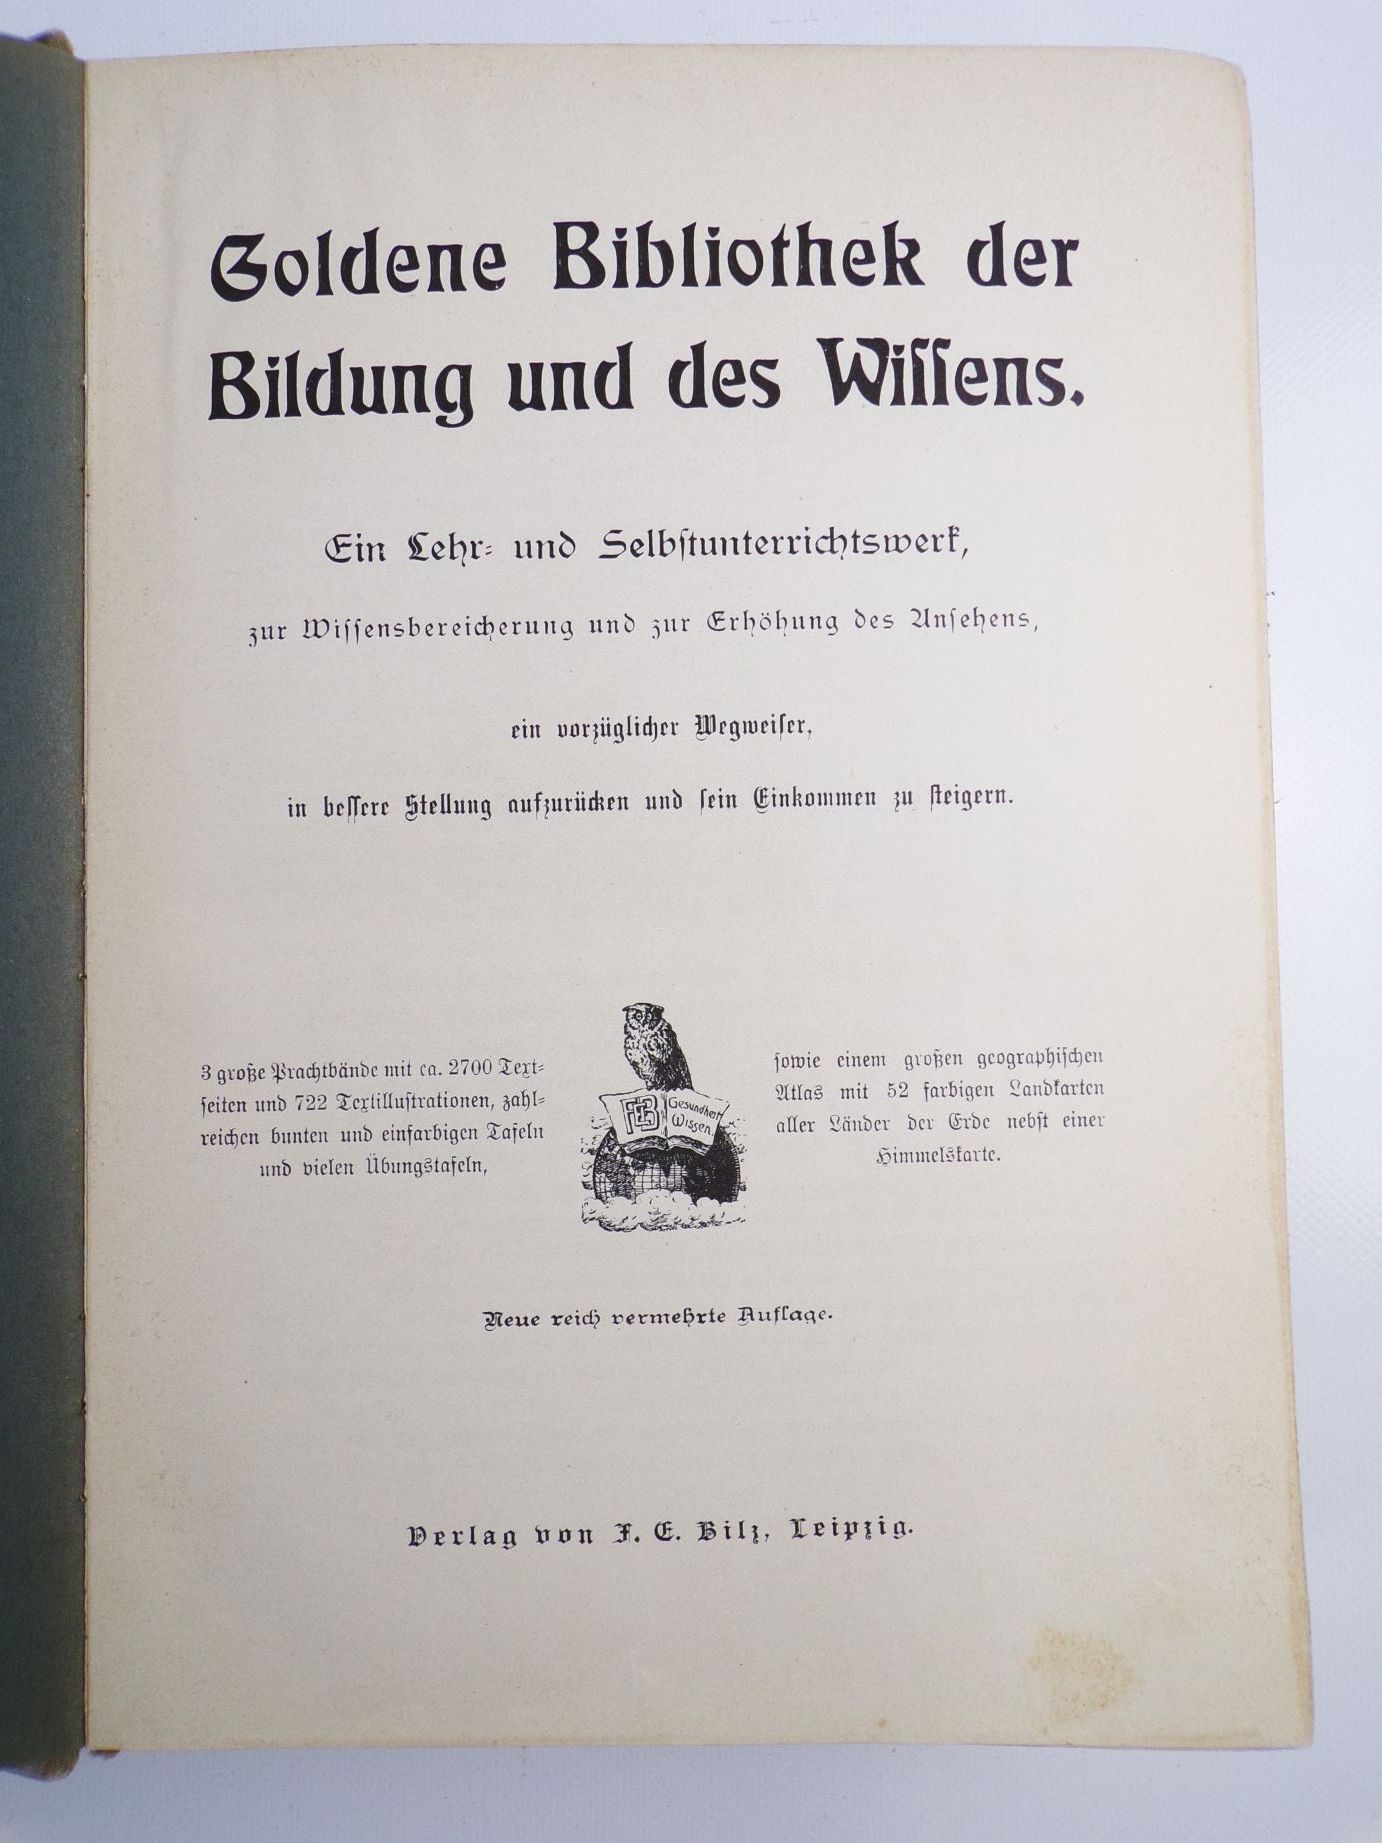 Goldene Bibliothek der
Bildung und des Wiſſens.
Ein Lehr- und Selbſtunterrichtswerk,
zur Wiſſensbereicherung und zur Erhöhung des Anſehens,
ein vorzüglicher Wegweiſer,
in beſſere Stellung aufzurücken und ſein Einkommen zu ſteigern.
3 große Prachtbände mit ca. 2700 Text-
ſeiten und 722 Textilluſtrationen, zahl-
reichen bunten und einfarbigen Tafeln
und vielen Übungstafeln,
FEB
Gesundheit
Wissen.
ſowie einem großen geographiſchen
Atlas mit 52 farbigen Landkarten
aller Länder der Erde nebſt einer
Himmelskarte.
Neue reich vermehrte Auflage.
Verlag von F. E. Bilz, Leipzig.